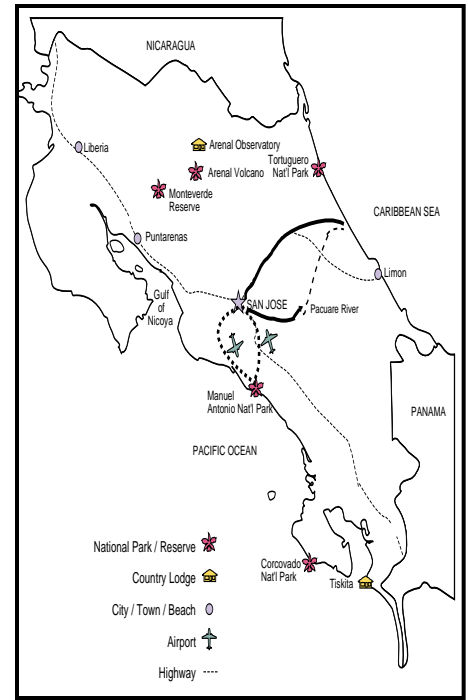 NICARAGUA
Liberia
Arenal Observatory
Arenal Volcano
Tortuguero
Nat'l Park
Monteverde
Reserve
CARIBBEAN SEA
Puntarenas
Limon
Gulf
of
Nicoya
SAN JOSE
Pacuare River
Manuel
Antonio Nat'l Park
PANAMA
PACIFIC OCEAN
National Park / Reserve
Country Lodge
City / Town / Beach
Airport
Highway
Corcovado
Nat'l Park
Tiskita